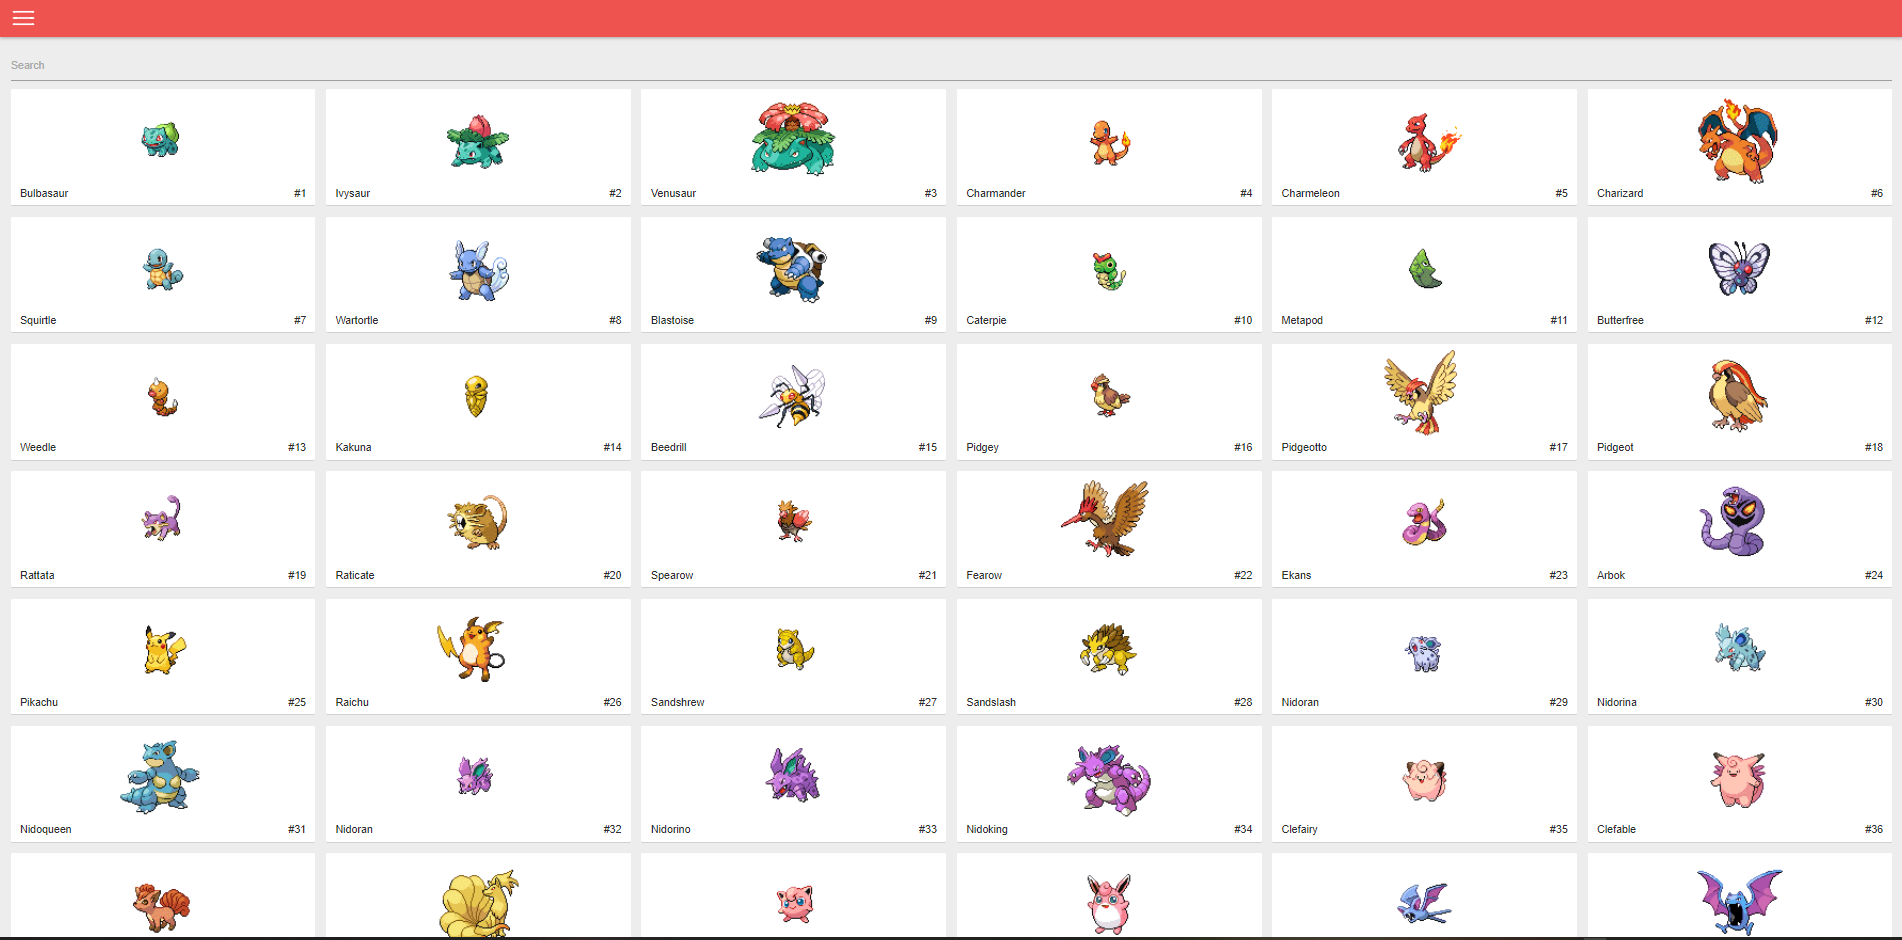 Search
Bulbasaur #1 Ivysaur #2 Venusaur #3 Charmander #4 Charmeleon #5 Charizard #6
Squirtle #7 Wartortle #8 Blastoise #9 Caterpie #10 Metapod #11 Butterfree #12
Weedle #13 Kakuna #14 Beedrill #15 Pidgey #16 Pidgeotto #17 Pidgeot #18
Rattata #19 Raticate #20 Spearow #21 Fearow #22 Ekans #23 Arbok #24
Pikachu #25 Raichu #26 Sandshrew #27 Sandslash #28 Nidoran #29 Nidorina #30
Nidoqueen #31 Nidoran #32 Nidorino #33 Nidoking #34 Clefairy #35 Clefable #36